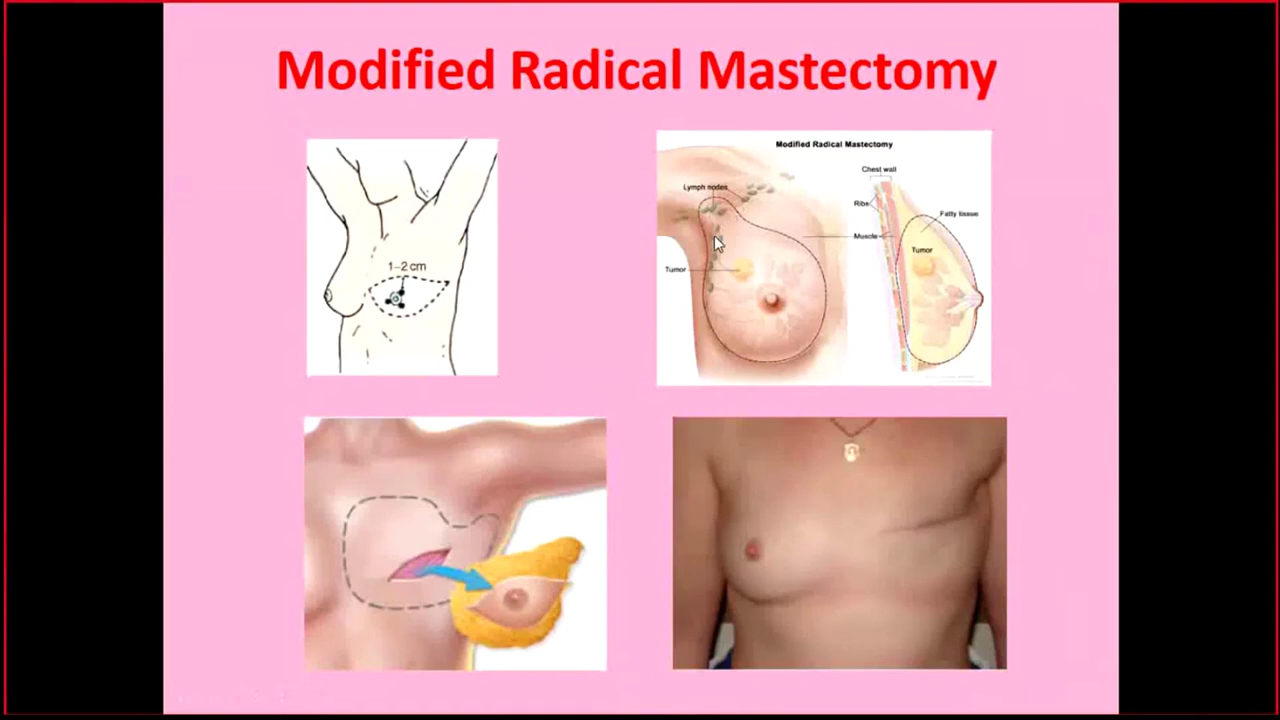 Modified Radical Mastectomy
1–2 cm
Modified Radical Mastectomy
Lymph nodes
Tumor
Chest wall
Ribs
Fatty tissue
Muscle
Tumor